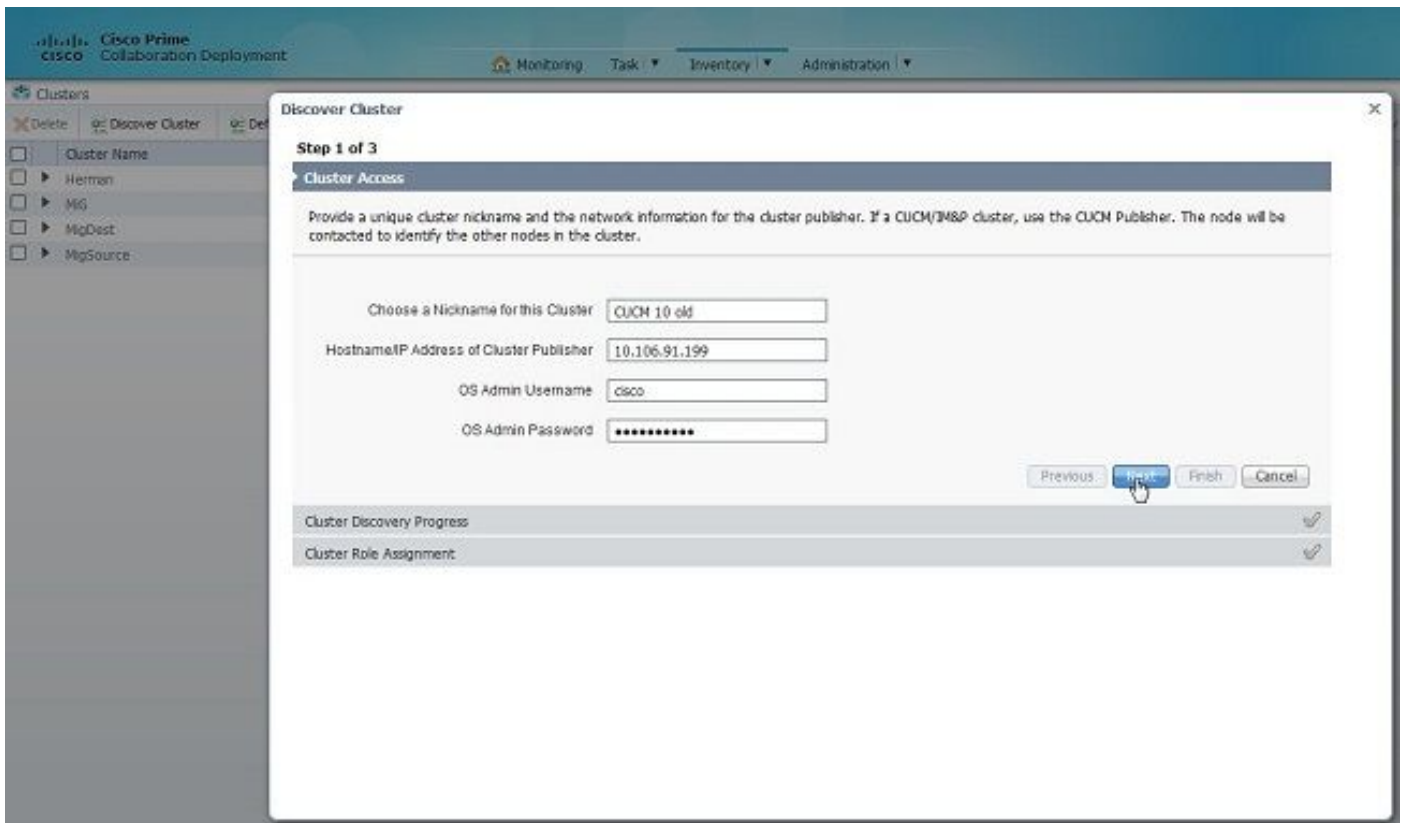 Cisco Prime
cisco Collaboration Deployment
Monitoring Task Inventory Administration
Clusters
Delete Discover Cluster Def
Cluster Name
Herman
MiG
MigDest
MigSource
Discover Cluster
Step 1 of 3
Cluster Access
Provide a unique cluster nickname and the network information for the cluster publisher. If a CUCM/IM&P cluster, use the CUCM Publisher. The node will be
contacted to identify the other nodes in the cluster.
Choose a Nickname for this Cluster CUCM 10 old
Hostname/IP Address of Cluster Publisher 10.106.91.199
OS Admin Username cisco
OS Admin Password ••••••••••
Previous Next Finish Cancel
Cluster Discovery Progress
Cluster Role Assignment